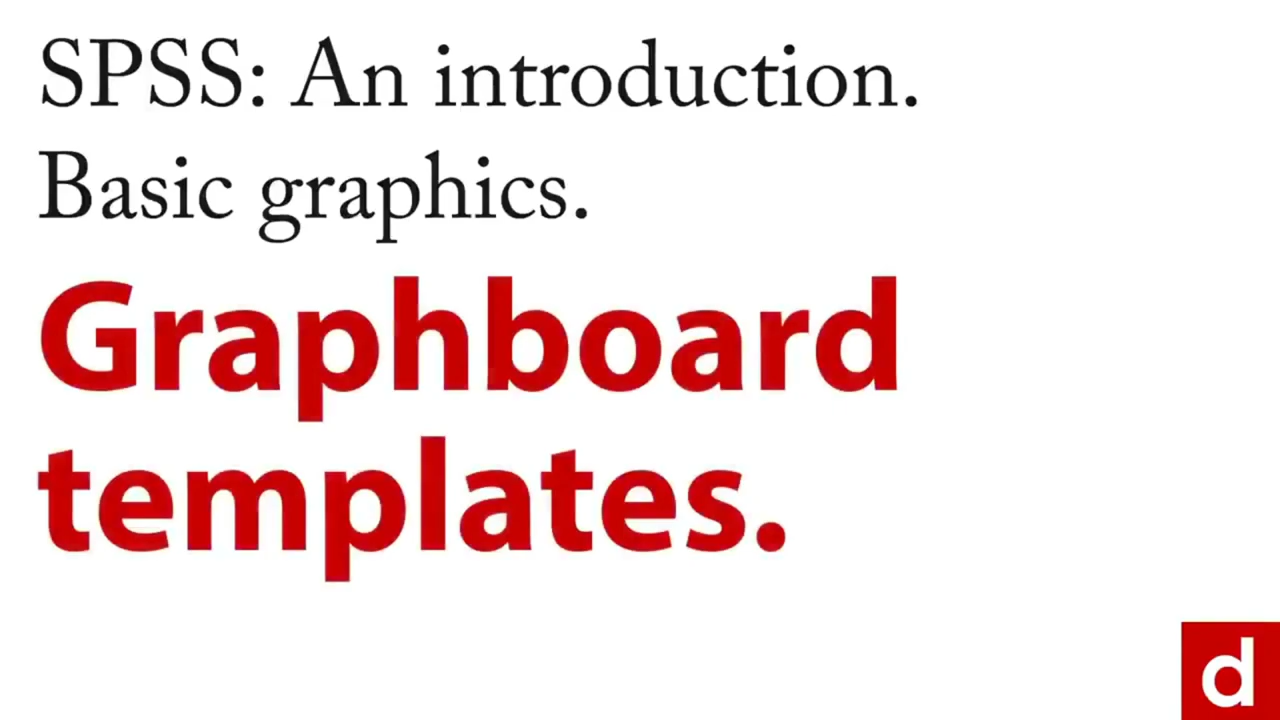 SPSS: An introduction.
Basic graphics.
Graphboard
templates.
d